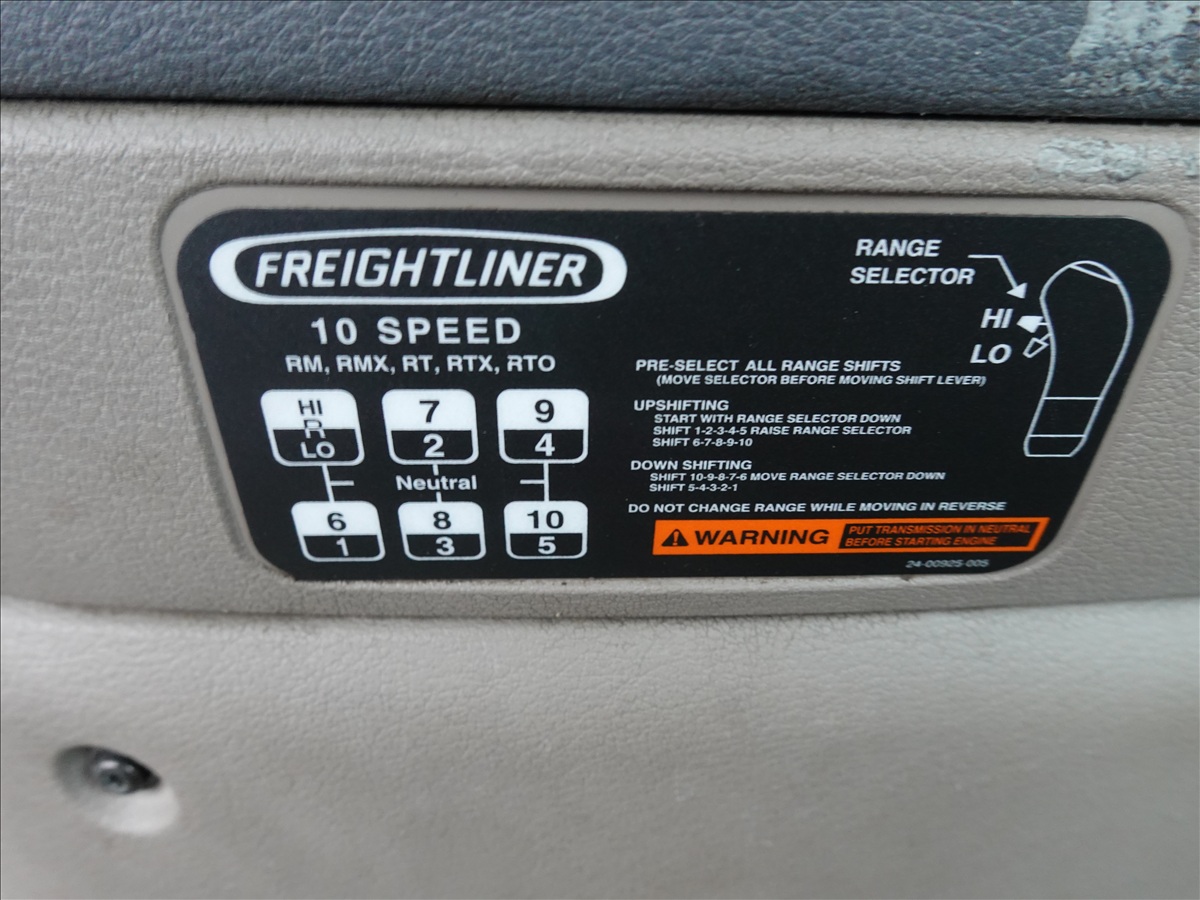 FREIGHTLINER
10 SPEED
RM, RMX, RT, RTX, RTO
HI
R
LO
7
2
9
4
Neutral
6
1
8
3
10
5
RANGE
SELECTOR
HI
LO
PRE-SELECT ALL RANGE SHIFTS
(MOVE SELECTOR BEFORE MOVING SHIFT LEVER)
UPSHIFTING
START WITH RANGE SELECTOR DOWN
SHIFT 1-2-3-4-5 RAISE RANGE SELECTOR
SHIFT 6-7-8-9-10
DOWN SHIFTING
SHIFT 10-9-8-7-6 MOVE RANGE SELECTOR DOWN
SHIFT 5-4-3-2-1
DO NOT CHANGE RANGE WHILE MOVING IN REVERSE
WARNING
PUT TRANSMISSION IN NEUTRAL
BEFORE STARTING ENGINE
24-00925-005